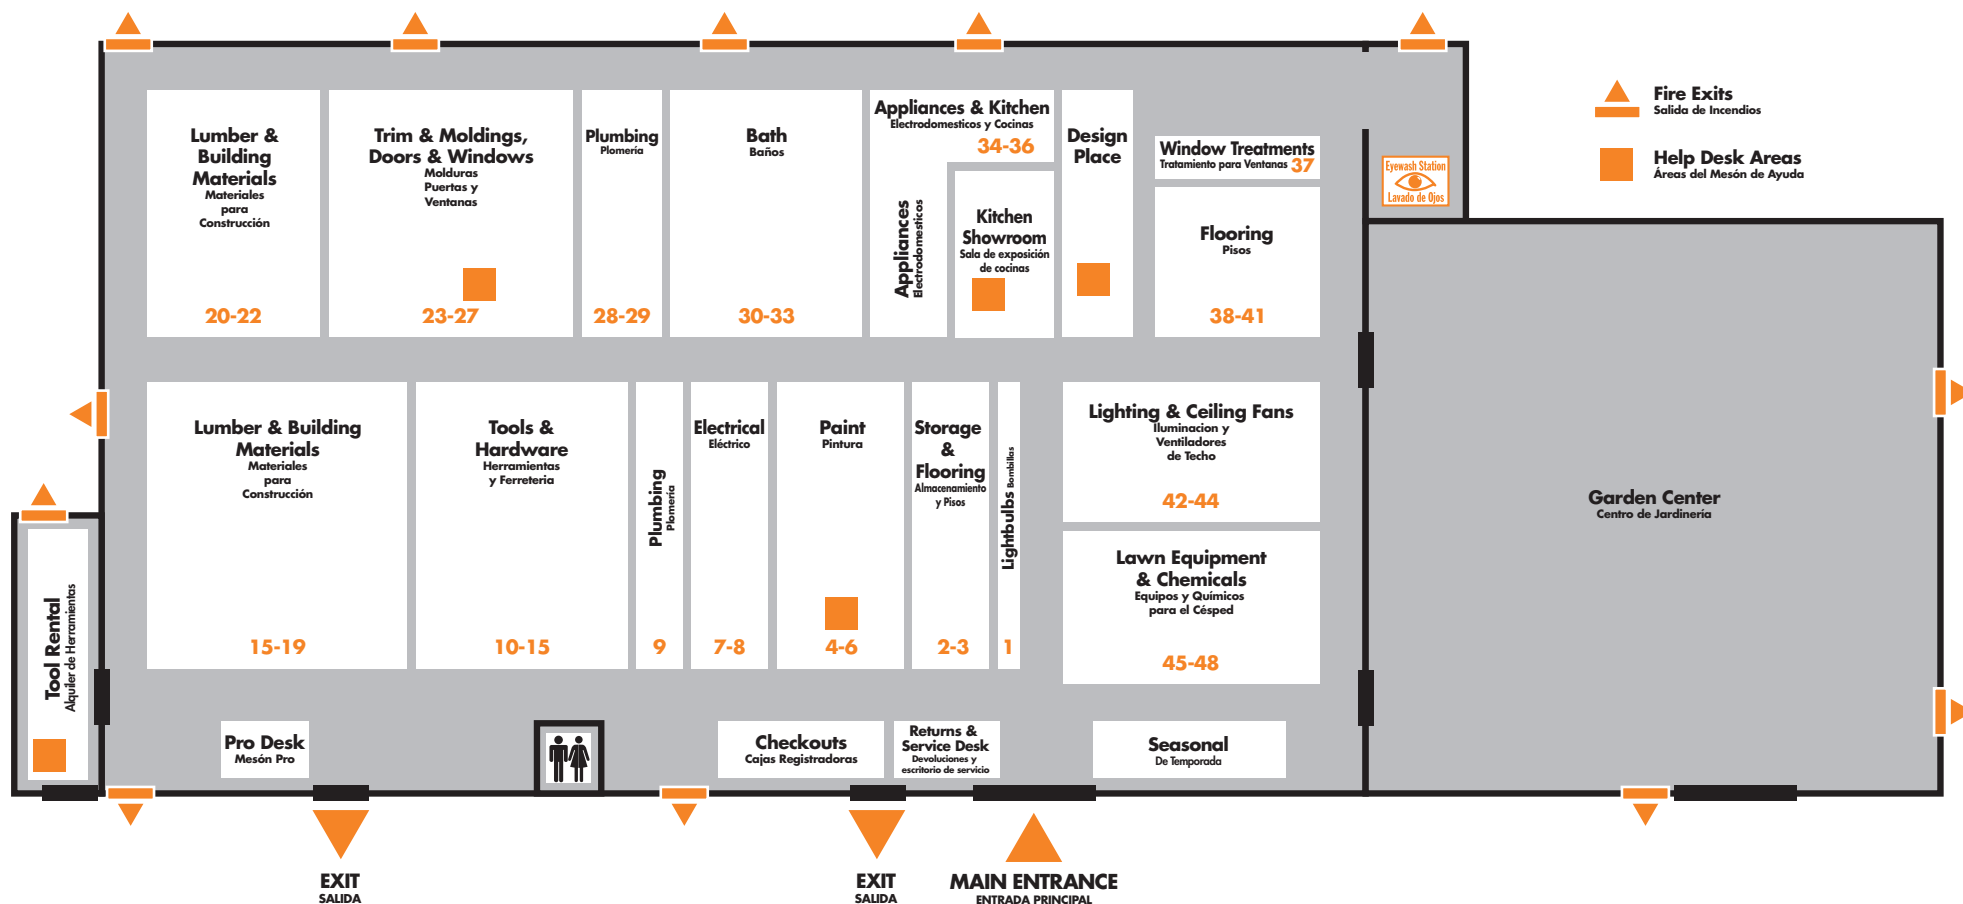 Lumber &
Building
Materials
Materiales
para
Construcción
20-22
Trim & Moldings,
Doors & Windows
Molduras
Puertas y
Ventanas
23-27
Plumbing
Plomería
28-29
Bath
Baños
30-33
Appliances & Kitchen
Electrodomesticos y Cocinas
34-36
Appliances
Electrodomesticos
Kitchen
Showroom
Sala de exposición
de cocinas
Design
Place
Window Treatments
Tratamiento para Ventanas 37
Flooring
Pisos
38-41
Eyewash Station
Lavado de Ojos
Fire Exits
Salida de Incendios
Help Desk Areas
Áreas del Mesón de Ayuda
Lumber & Building
Materials
Materiales
para
Construcción
15-19
Tools &
Hardware
Herramientas
y Ferreteria
10-15
Plumbing
Plomería
9
Electrical
Eléctrico
7-8
Paint
Pintura
4-6
Storage
&
Flooring
Almacenamiento
y Pisos
2-3
Lightbulbs Bombillas
1
Lighting & Ceiling Fans
Iluminacion y
Ventiladores
de Techo
42-44
Lawn Equipment
& Chemicals
Equipos y Químicos
para el Césped
45-48
Garden Center
Centro de Jardinería
Tool Rental
Alquiler de Herramientas
Pro Desk
Mesón Pro
Checkouts
Cajas Registradoras
Returns &
Service Desk
Devoluciones y
escritorio de servicio
Seasonal
De Temporada
EXIT
SALIDA
EXIT
SALIDA
MAIN ENTRANCE
ENTRADA PRINCIPAL